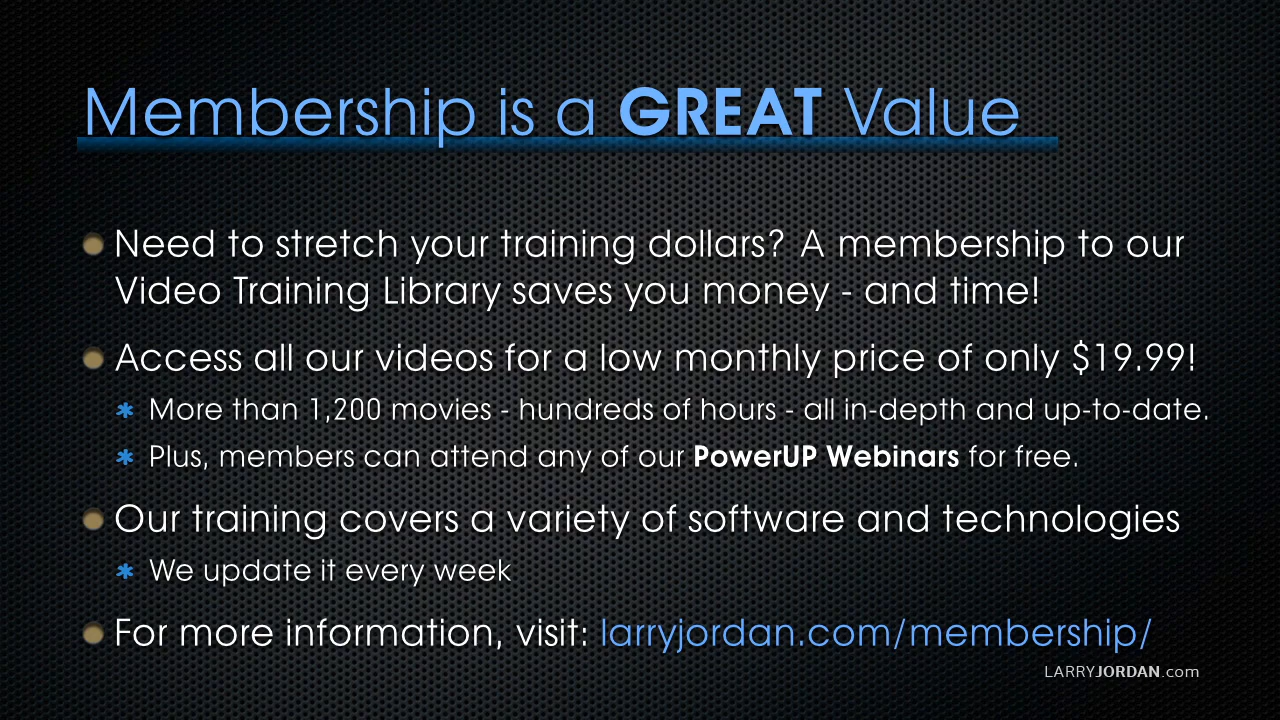 Membership is a GREAT Value
Need to stretch your training dollars? A membership to our
Video Training Library saves you money - and time!
Access all our videos for a low monthly price of only $19.99!
More than 1,200 movies - hundreds of hours - all in-depth and up-to-date.
Plus, members can attend any of our PowerUP Webinars for free.
Our training covers a variety of software and technologies
We update it every week
For more information, visit: larryjordan.com/membership/
LARRYJORDAN.com